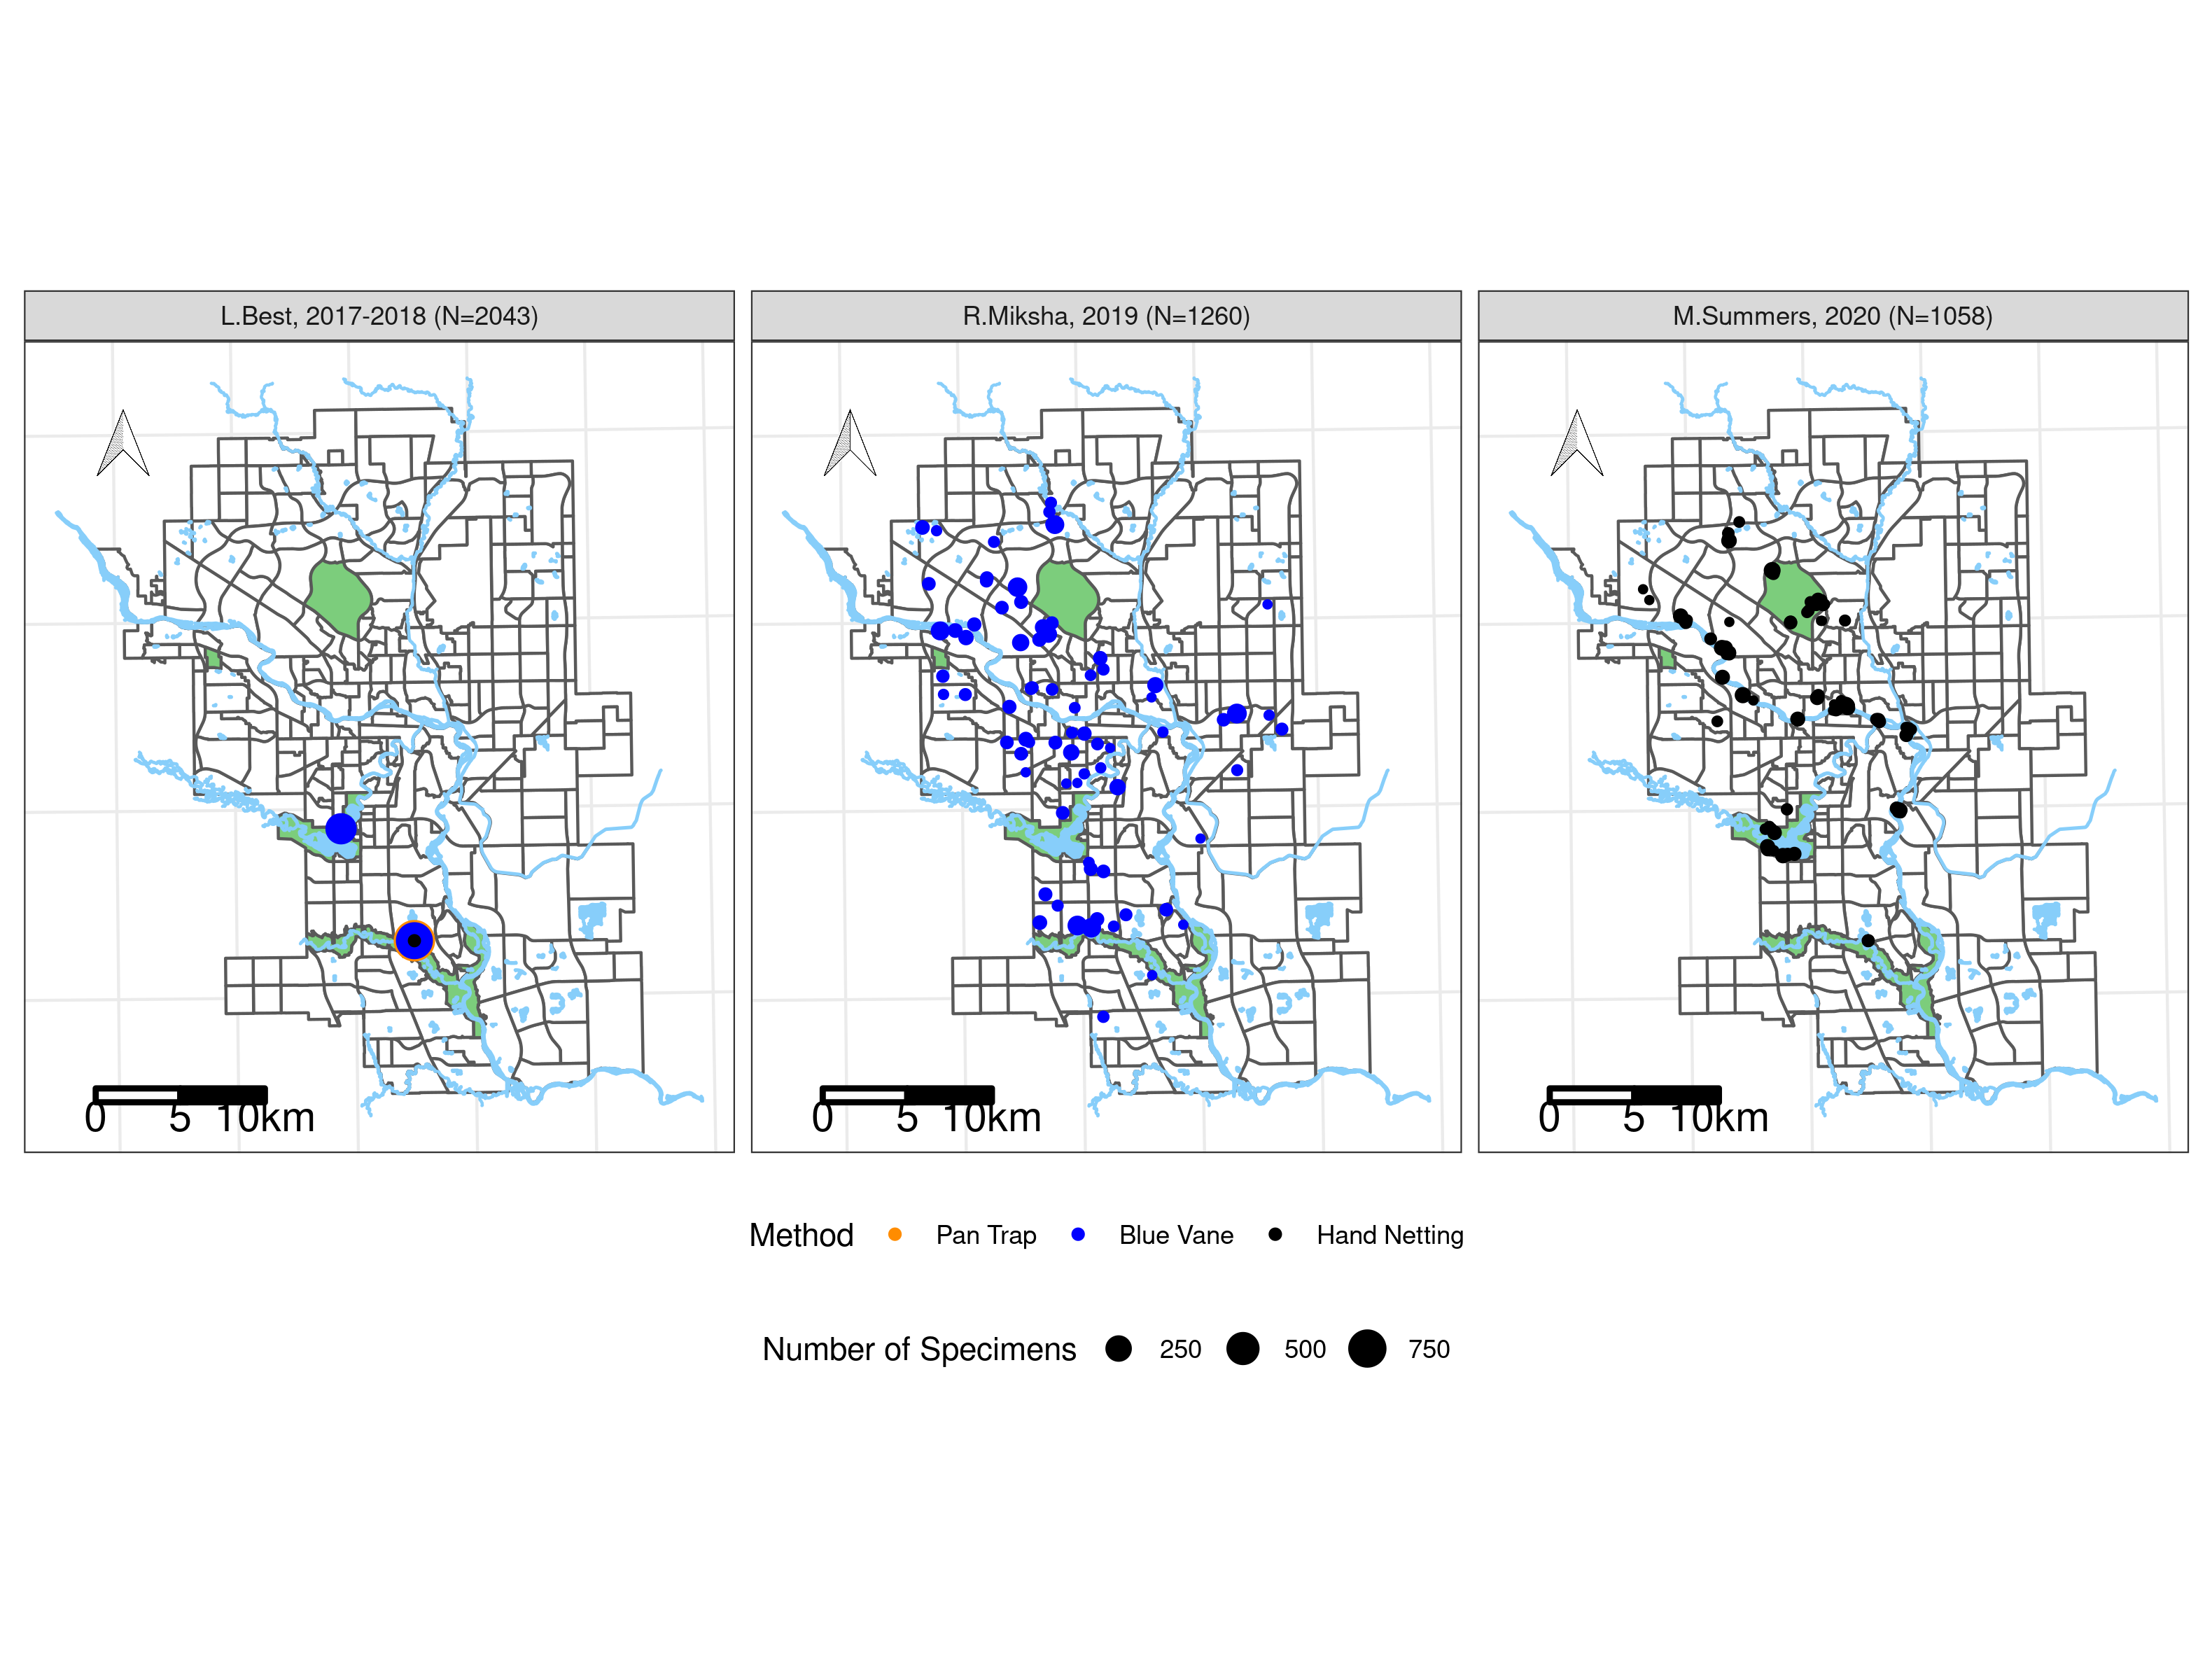 L.Best, 2017-2018 (N=2043)
R.Miksha, 2019 (N=1260)
M.Summers, 2020 (N=1058)
0 5 10km
0 5 10km
0 5 10km
Method Pan Trap Blue Vane Hand Netting
Number of Specimens 250 500 750